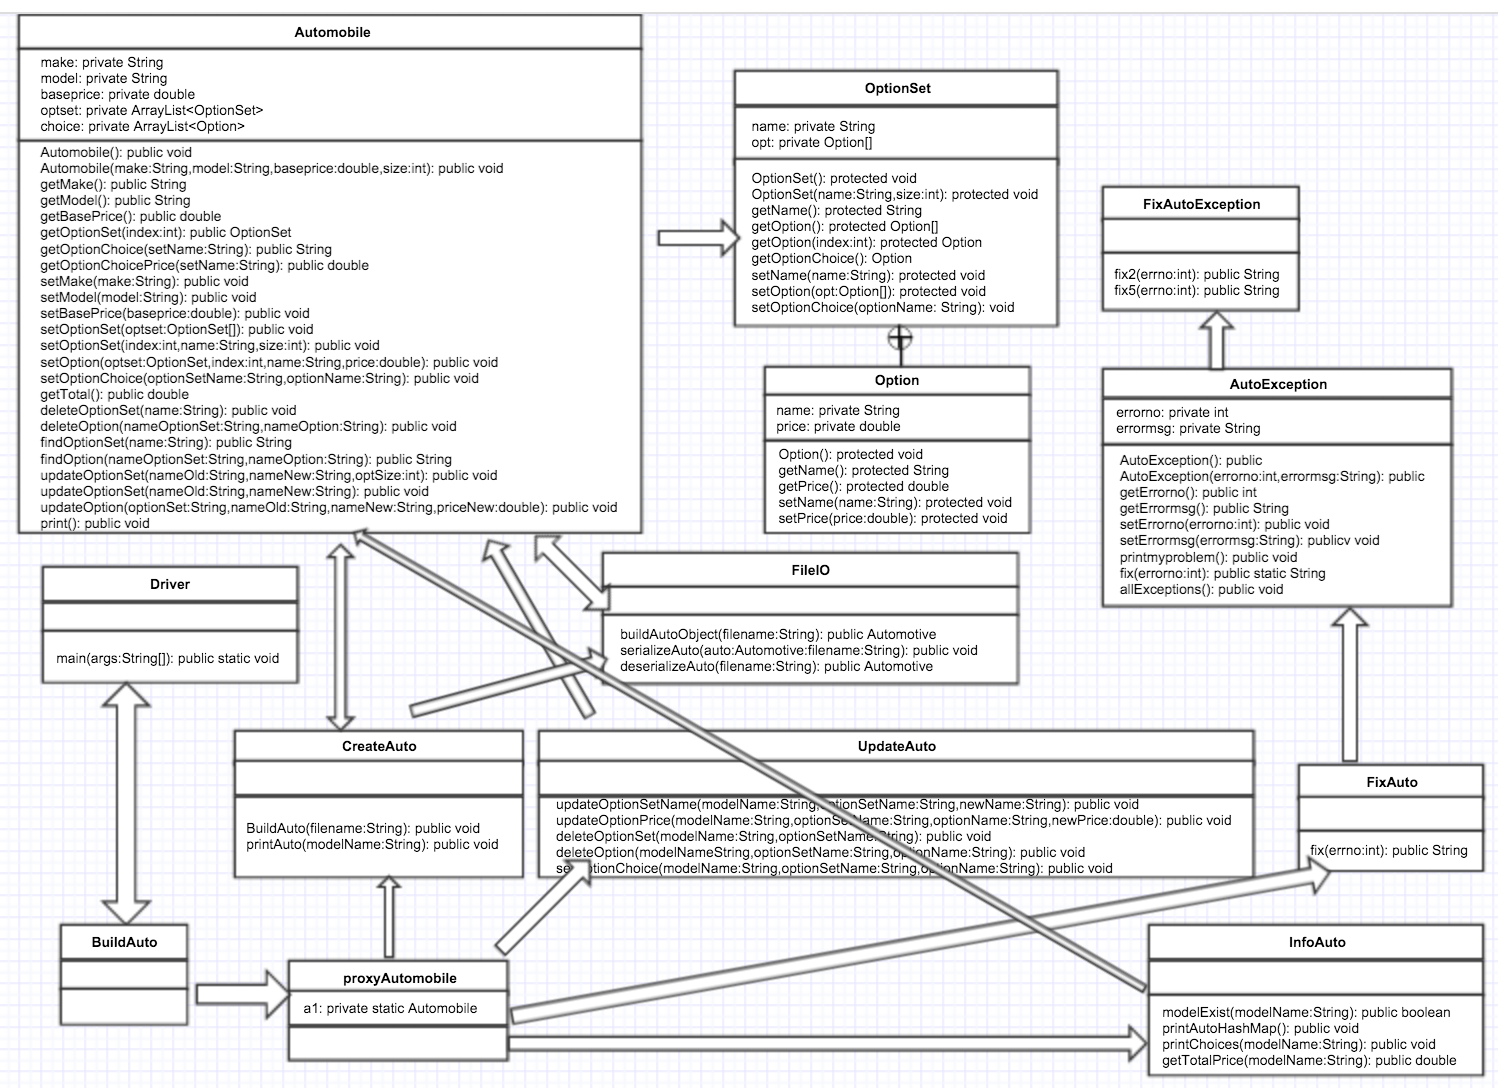 Automobile
make: private String
model: private String
baseprice: private double
optset: private ArrayList<OptionSet>
choice: private ArrayList<Option>
Automobile(): public void
Automobile(make:String,model:String,baseprice:double,size:int): public void
getMake(): public String
getModel(): public String
getBasePrice(): public double
getOptionSet(index:int): public OptionSet
getOptionChoice(setName:String): public String
getOptionChoicePrice(setName:String): public double
setMake(make:String): public void
setModel(model:String): public void
setBasePrice(baseprice:double): public void
setOptionSet(optset:OptionSet[]): public void
setOptionSet(index:int,name:String,size:int): public void
setOption(optset:OptionSet,index:int,name:String,price:double): public void
setOptionChoice(optionSetName:String,optionName:String): public void
getTotal(): public double
deleteOptionSet(name:String): public void
deleteOption(nameOptionSet:String,nameOption:String): public void
findOptionSet(name:String): public String
findOption(nameOptionSet:String,nameOption:String): public String
updateOptionSet(nameOld:String,nameNew:String,optSize:int): public void
updateOptionSet(nameOld:String,nameNew:String): public void
updateOption(optionSet:String,nameOld:String,nameNew:String,priceNew:double): public void
print(): public void
OptionSet
name: private String
opt: private Option[]
OptionSet(): protected void
OptionSet(name:String,size:int): protected void
getName(): protected String
getOption(): protected Option[]
getOption(index:int): protected Option
getOptionChoice(): Option
setName(name:String): protected void
setOption(opt:Option[]): protected void
setOptionChoice(optionName: String): void
FixAutoException
fix2(errno:int): public String
fix5(errno:int): public String
Option
name: private String
price: private double
Option(): protected void
getName(): protected String
getPrice(): protected double
setName(name:String): protected void
setPrice(price:double): protected void
AutoException
errorno: private int
errormsg: private String
AutoException(): public
AutoException(errorno:int,errormsg:String): public
getErrorno(): public int
getErrormsg(): public String
setErrorno(errorno:int): public void
setErrormsg(errormsg:String): publicv void
printmyproblem(): public void
fix(errorno:int): public static String
allExceptions(): public void
Driver
main(args:String[]): public static void
FileIO
buildAutoObject(filename:String): public Automotive
serializeAuto(auto:Automotive:filename:String): public void
deserializeAuto(filename:String): public Automotive
CreateAuto
BuildAuto(filename:String): public void
printAuto(modelName:String): public void
UpdateAuto
updateOptionSetName(modelName:String,optionSetName:String,newName:String): public void
updateOptionPrice(modelName:String,optionSetName:String,optionName:String,newPrice:double): public void
deleteOptionSet(modelName:String,optionSetName:String): public void
deleteOption(modelNameString,optionSetName:String,optionName:String): public void
setOptionChoice(modelName:String,optionSetName:String,optionName:String): public void
FixAuto
fix(errno:int): public String
BuildAuto
proxyAutomobile
a1: private static Automobile
InfoAuto
modelExist(modelName:String): public boolean
printAutoHashMap(): public void
printChoices(modelName:String): public void
getTotalPrice(modelName:String): public double